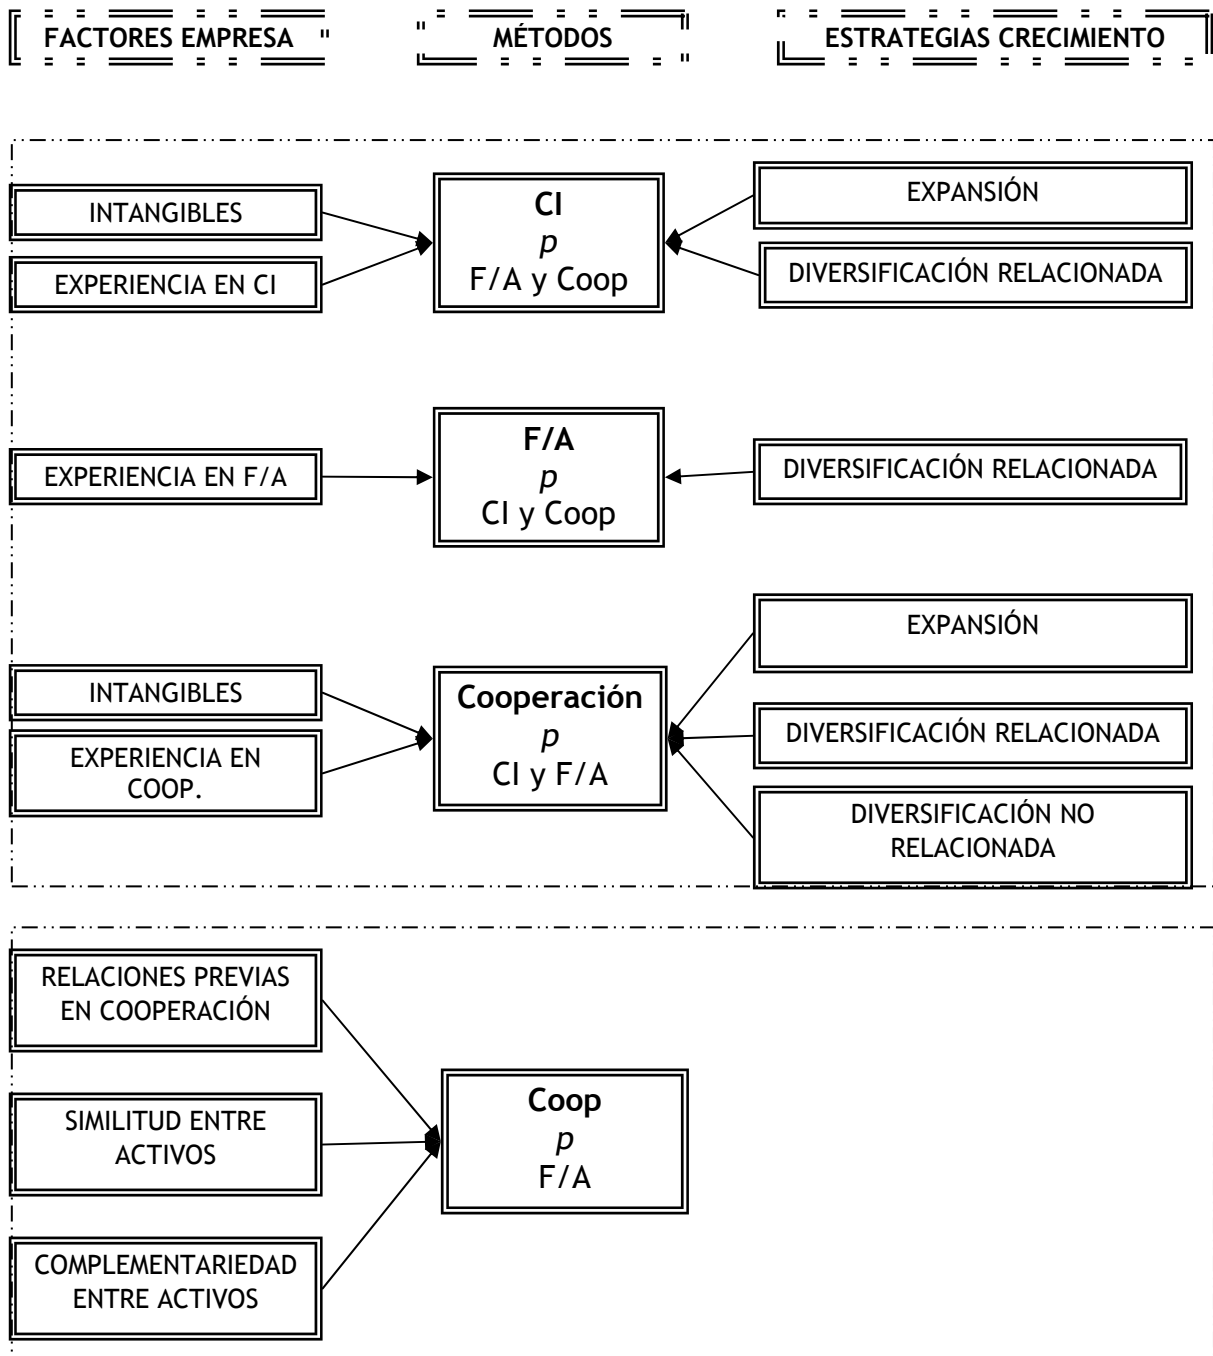 FACTORES EMPRESA
MÉTODOS
ESTRATEGIAS CRECIMIENTO
INTANGIBLES
EXPERIENCIA EN CI
CI
p
F/A y Coop
EXPANSIÓN
DIVERSIFICACIÓN RELACIONADA
EXPERIENCIA EN F/A
F/A
p
CI y Coop
DIVERSIFICACIÓN RELACIONADA
INTANGIBLES
EXPERIENCIA EN
COOP.
Cooperación
p
CI y F/A
EXPANSIÓN
DIVERSIFICACIÓN RELACIONADA
DIVERSIFICACIÓN NO
RELACIONADA
RELACIONES PREVIAS
EN COOPERACIÓN
SIMILITUD ENTRE
ACTIVOS
COMPLEMENTARIEDAD
ENTRE ACTIVOS
Coop
p
F/A